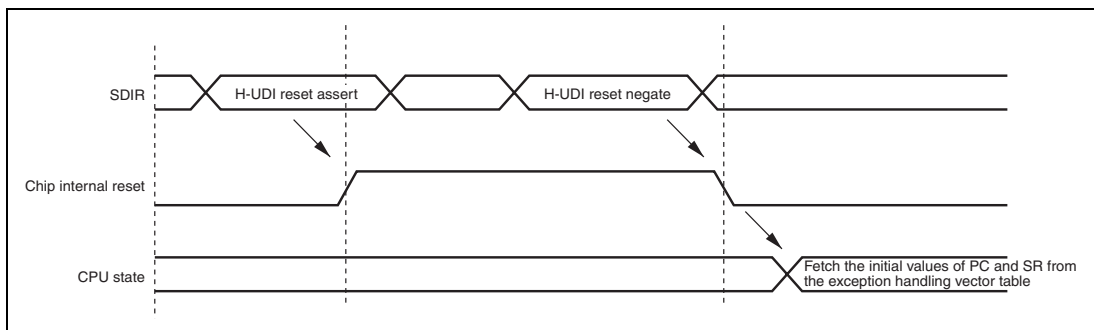 SDIR
H-UDI reset assert
H-UDI reset negate
Chip internal reset
CPU state
Fetch the initial values of PC and SR from
the exception handling vector table